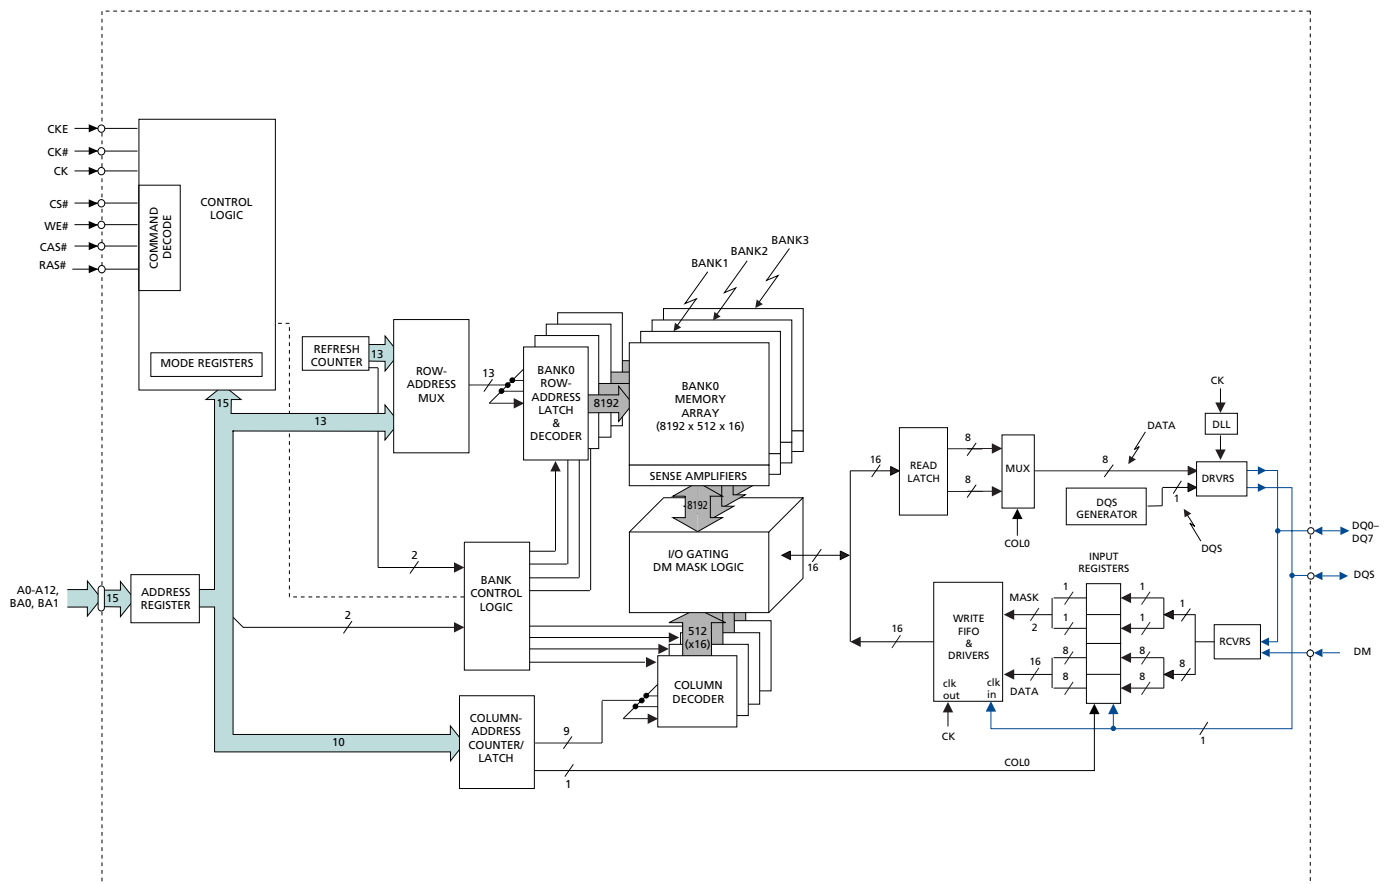 CKE
CK#
CK
CS#
WE#
CAS#
RAS#
COMMAND
DECODE
CONTROL
LOGIC
MODE REGISTERS
15
REFRESH
COUNTER
13
13
ROW-
ADDRESS
MUX
13
BANK0
ROW-
ADDRESS
LATCH
&
DECODER
8192
BANK1
BANK2
BANK3
BANK0
MEMORY
ARRAY
(8192 x 512 x 16)
SENSE AMPLIFIERS
8192
I/O GATING
DM MASK LOGIC
16
A0-A12,
BA0, BA1
15
ADDRESS
REGISTER
2
2
BANK
CONTROL
LOGIC
512
(x16)
COLUMN
DECODER
10
COLUMN-
ADDRESS
COUNTER/
LATCH
9
1
COL0
16
READ
LATCH
8
8
MUX
COL0
8
DATA
DQS
GENERATOR
1
DQS
CK
DLL
DRVRS
DQ0–
DQ7
DQS
DM
16
WRITE
FIFO
&
DRIVERS
clk
out
clk
in
CK
MASK
2
16
DATA
INPUT
REGISTERS
1
1
8
8
1
1
8
8
1
8
RCVRS
1